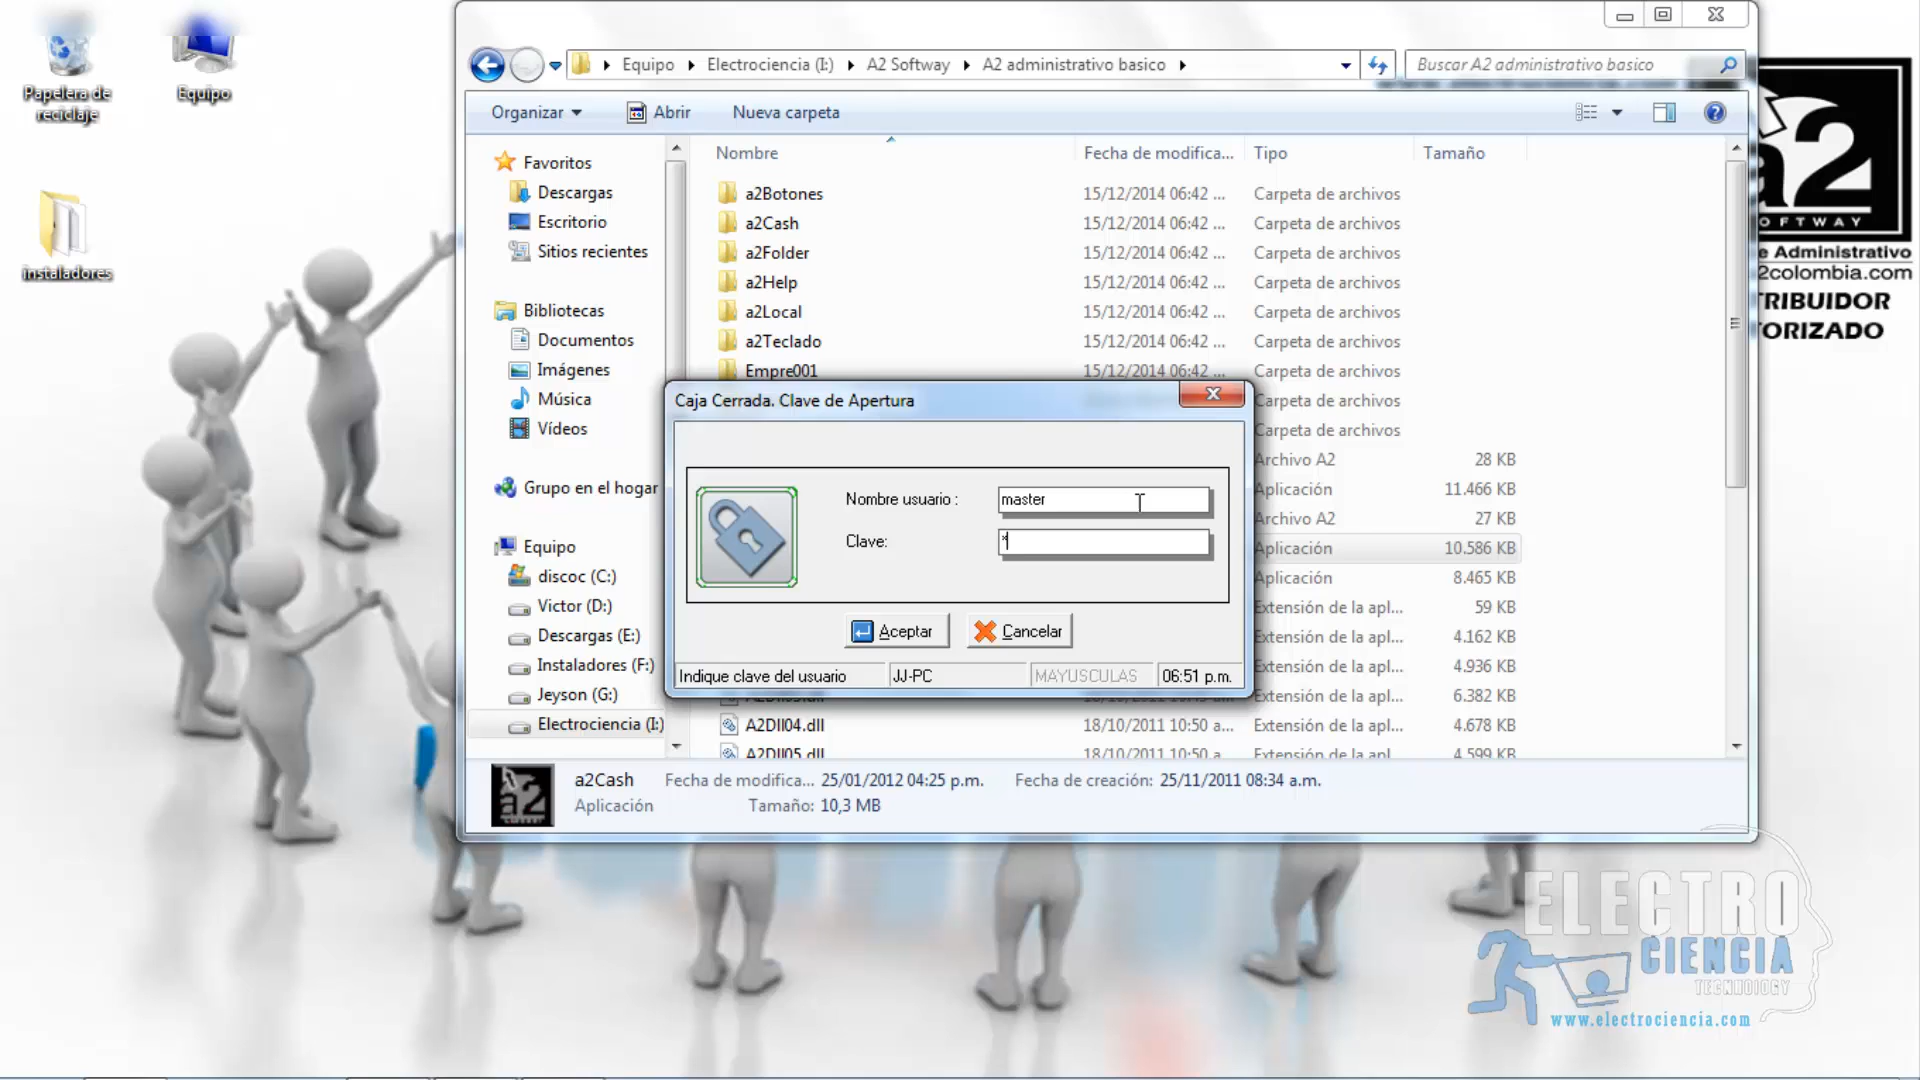 Papelera de
reciclaje
Equipo
instaladores
Equipo Electrociencia (I:) A2 Softway A2 administrativo basico
Buscar A2 administrativo basico
Organizar Abrir Nueva carpeta
Nombre Fecha de modifica... Tipo Tamaño
Favoritos
Descargas
Escritorio
Sitios recientes
Bibliotecas
Documentos
Imágenes
Música
Vídeos
Grupo en el hogar
Equipo
discoc (C:)
Victor (D:)
Descargas (E:)
Instaladores (F:)
Jeyson (G:)
Electrociencia (I:)
a2Botones 15/12/2014 06:42 ... Carpeta de archivos
a2Cash 15/12/2014 06:42 ... Carpeta de archivos
a2Folder 15/12/2014 06:42 ... Carpeta de archivos
a2Help 15/12/2014 06:42 ... Carpeta de archivos
a2Local 15/12/2014 06:42 ... Carpeta de archivos
a2Teclado 15/12/2014 06:42 ... Carpeta de archivos
Empre001 15/12/2014 06:42 ... Carpeta de archivos
Carpeta de archivos
Carpeta de archivos
Archivo A2 28 KB
Aplicación 11.466 KB
Archivo A2 27 KB
Aplicación 10.586 KB
Aplicación 8.465 KB
Extensión de la apl... 59 KB
Extensión de la apl... 4.162 KB
Extensión de la apl... 4.936 KB
Extensión de la apl... 6.382 KB
A2Dll04.dll 18/10/2011 10:50 a... Extensión de la apl... 4.678 KB
A2Dll05.dll 18/10/2011 10:50 a... Extensión de la apl... 4.599 KB
Caja Cerrada. Clave de Apertura
Nombre usuario : master
Clave: *
Aceptar Cancelar
Indique clave del usuario JJ-PC MAYUSCULAS 06:51 p.m.
a2Cash Fecha de modifica... 25/01/2012 04:25 p.m. Fecha de creación: 25/11/2011 08:34 a.m.
Aplicación Tamaño: 10,3 MB
a2
OFTWAY
e Administrativo
2colombia.com
TRIBUIDOR
ORIZADO
a2
ELECTRO
CIENCIA
TECHNOLOGY
www.electrociencia.com